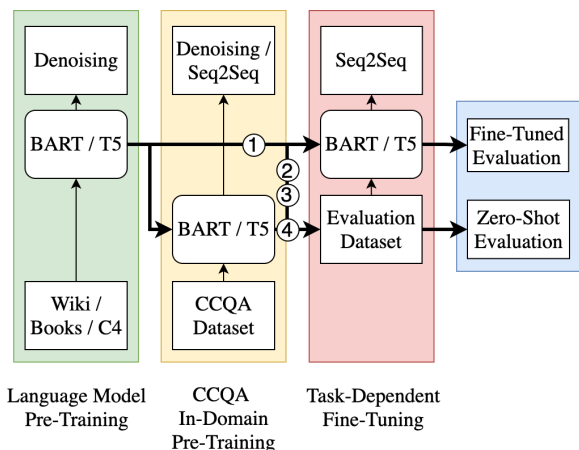 Denoising
BART / T5
Wiki /
Books / C4
Language Model
Pre-Training
Denoising /
Seq2Seq
1
2
3
4
BART / T5
CCQA
Dataset
CCQA
In-Domain
Pre-Training
Seq2Seq
BART / T5
Evaluation
Dataset
Task-Dependent
Fine-Tuning
Fine-Tuned
Evaluation
Zero-Shot
Evaluation